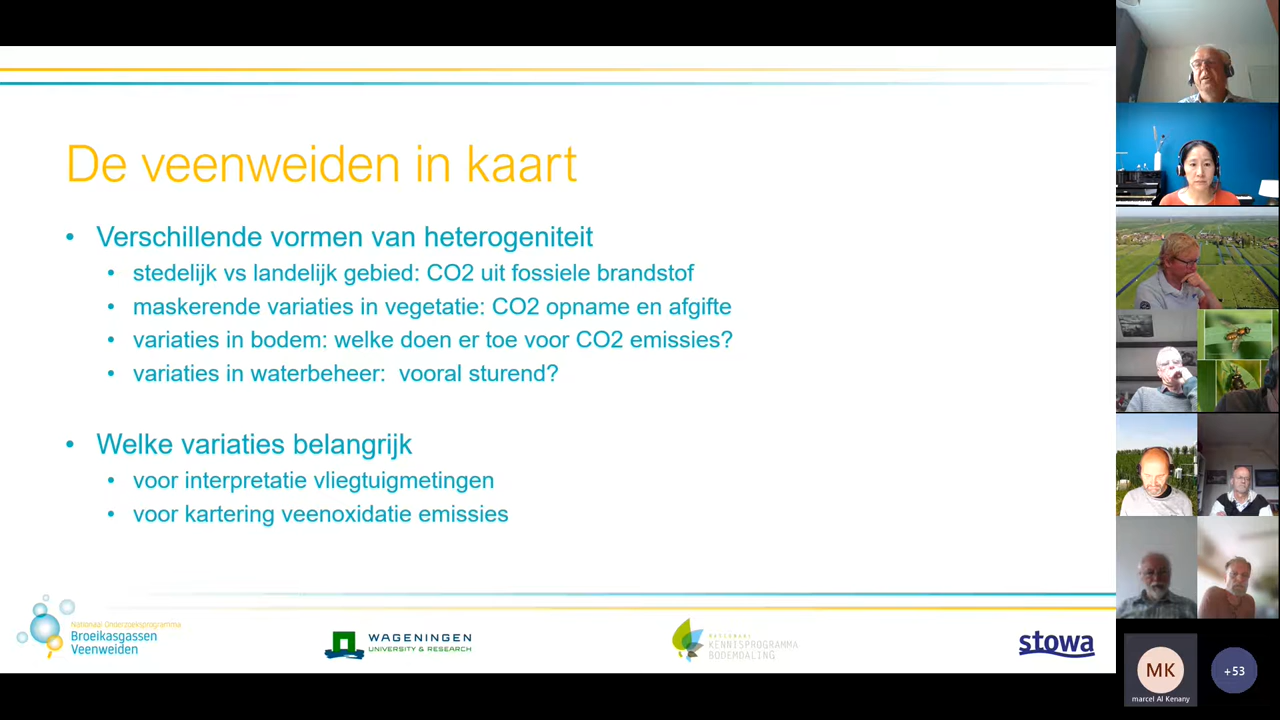 De veenweiden in kaart
• Verschillende vormen van heterogeniteit
• stedelijk vs landelijk gebied: CO2 uit fossiele brandstof
• maskerende variaties in vegetatie: CO2 opname en afgifte
• variaties in bodem: welke doen er toe voor CO2 emissies?
• variaties in waterbeheer: vooral sturend?
• Welke variaties belangrijk
• voor interpretatie vliegtuigmetingen
• voor kartering veenoxidatie emissies
Nationaal Onderzoeksprogramma
Broeikasgassen
Veenweiden
WAGENINGEN
UNIVERSITY & RESEARCH
NATIONAAL
KENNISPROGRAMMA
BODEMDALING
stowa
MK
marcel Al Kenany
+53